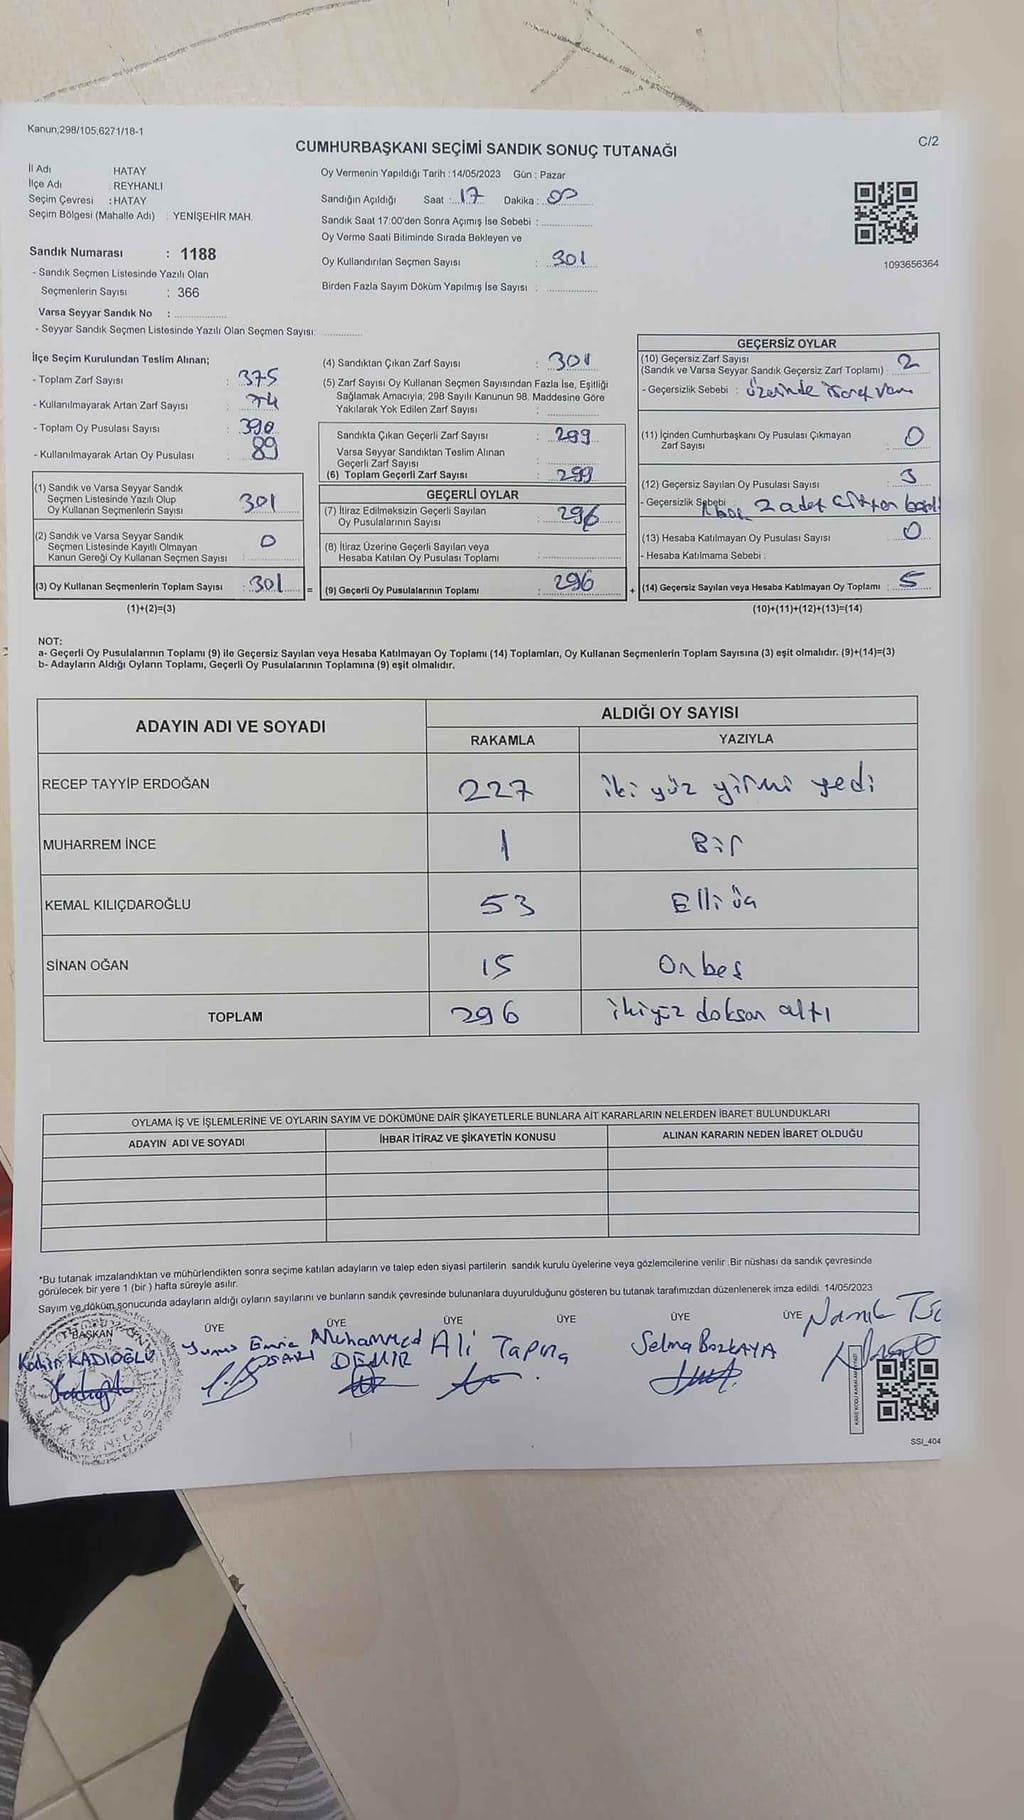 Kanun;298/105;6271/18-1
C/2
CUMHURBAŞKANI SEÇİMİ SANDIK SONUÇ TUTANAĞI
İl Adı HATAY
İlçe Adı : REYHANLI
Seçim Çevresi : HATAY
Seçim Bölgesi (Mahalle Adı) : YENİŞEHİR MAH.
Sandık Numarası : 1188
- Sandık Seçmen Listesinde Yazılı Olan
Seçmenlerin Sayısı : 366
Varsa Seyyar Sandık No :
- Seyyar Sandık Seçmen Listesinde Yazılı Olan Seçmen Sayısı:
Oy Vermenin Yapıldığı Tarih : 14/05/2023 Gün : Pazar
Sandığın Açıldığı Saat : 17 Dakika : 00
Sandık Saat 17:00'den Sonra Açımış İse Sebebi :
Oy Verme Saati Bitiminde Sırada Bekleyen ve
Oy Kullandırılan Seçmen Sayısı : 301
Birden Fazla Sayım Döküm Yapılmış İse Sayısı :
1093656364
İlçe Seçim Kurulundan Teslim Alınan;
- Toplam Zarf Sayısı : 375
- Kullanılmayarak Artan Zarf Sayısı : 74
- Toplam Oy Pusulası Sayısı : 390
- Kullanılmayarak Artan Oy Pusulası : 89
(1) Sandık ve Varsa Seyyar Sandık
Seçmen Listesinde Yazılı Olup
Oy Kullanan Seçmenlerin Sayısı 301
(2) Sandık ve Varsa Seyyar Sandık
Seçmen Listesinde Kayıtlı Olmayan
Kanun Gereği Oy Kullanan Seçmen Sayısı : 0
(3) Oy Kullanan Seçmenlerin Toplam Sayısı : 301 =
(1)+(2)=(3)
(4) Sandıktan Çıkan Zarf Sayısı : 301
(5) Zarf Sayısı Oy Kullanan Seçmen Sayısından Fazla İse, Eşitliği
Sağlamak Amacıyla, 298 Sayılı Kanunun 98. Maddesine Göre
Yakılarak Yok Edilen Zarf Sayısı :
Sandıkta Çıkan Geçerli Zarf Sayısı : 299
Varsa Seyyar Sandıktan Teslim Alınan
Geçerli Zarf Sayısı :
(6) Toplam Geçerli Zarf Sayısı : 299
GEÇERLİ OYLAR
(7) İtiraz Edilmeksizin Geçerli Sayılan
Oy Pusulalarının Sayısı : 296
(8) İtiraz Üzerine Geçerli Sayılan veya
Hesaba Katılan Oy Pusulası Toplamı :
(9) Geçerli Oy Pusulalarının Toplamı : 296 +
GEÇERSİZ OYLAR
(10) Geçersiz Zarf Sayısı
(Sandık ve Varsa Seyyar Sandık Geçersiz Zarf Toplamı) : 2
- Geçersizlik Sebebi : üzerinde işaret var
(11) İçinden Cumhurbaşkanı Oy Pusulası Çıkmayan
Zarf Sayısı : 0
(12) Geçersiz Sayılan Oy Pusulası Sayısı : 3
- Geçersizlik Sebebi 2 adet
(13) Hesaba Katılmayan Oy Pusulası Sayısı : 0
- Hesaba Katılmama Sebebi :
(14) Geçersiz Sayılan veya Hesaba Katılmayan Oy Toplamı : 5
(10)+(11)+(12)+(13)=(14)
NOT:
a- Geçerli Oy Pusulalarının Toplamı (9) ile Geçersiz Sayılan veya Hesaba Katılmayan Oy Toplamı (14) Toplamları, Oy Kullanan Seçmenlerin Toplam Sayısına (3) eşit olmalıdır. (9)+(14)=(3)
b- Adayların Aldığı Oyların Toplamı, Geçerli Oy Pusulalarının Toplamına (9) eşit olmalıdır.
ADAYIN ADI VE SOYADI
ALDIĞI OY SAYISI
RAKAMLA YAZIYLA
RECEP TAYYİP ERDOĞAN 227 iki yüz yirmi yedi
MUHARREM İNCE 1 Bir
KEMAL KILIÇDAROĞLU 53 Elli üç
SİNAN OĞAN 15 Onbeş
TOPLAM 296 ikiyüz doksan altı
OYLAMA İŞ VE İŞLEMLERİNE VE OYLARIN SAYIM VE DÖKÜMÜNE DAİR ŞİKAYETLERLE BUNLARA AİT KARARLARIN NELERDEN İBARET BULUNDUKLARI
ADAYIN ADI VE SOYADI İHBAR İTİRAZ VE ŞİKAYETİN KONUSU ALINAN KARARIN NEDEN İBARET OLDUĞU
*Bu tutanak imzalandıktan ve mühürlendikten sonra seçime katılan adayların ve talep eden siyasi partilerin sandık kurulu üyelerine veya gözlemcilerine verilir. Bir nüshası da sandık çevresinde
görülecek bir yere 1 (bir ) hafta süreyle asılır.
Sayım ve döküm sonucunda adayların aldığı oyların sayılarını ve bunların sandık çevresinde bulunanlara duyurulduğunu gösteren bu tutanak tarafımızdan düzenlenerek imza edildi. 14/05/2023
BAŞKAN ÜYE ÜYE ÜYE ÜYE ÜYE ÜYE
KADIOĞLU
Yunus Emre SARI
Muhammed DEMİR
Ali
Selma BOZKAYA
Namık
SSI_404